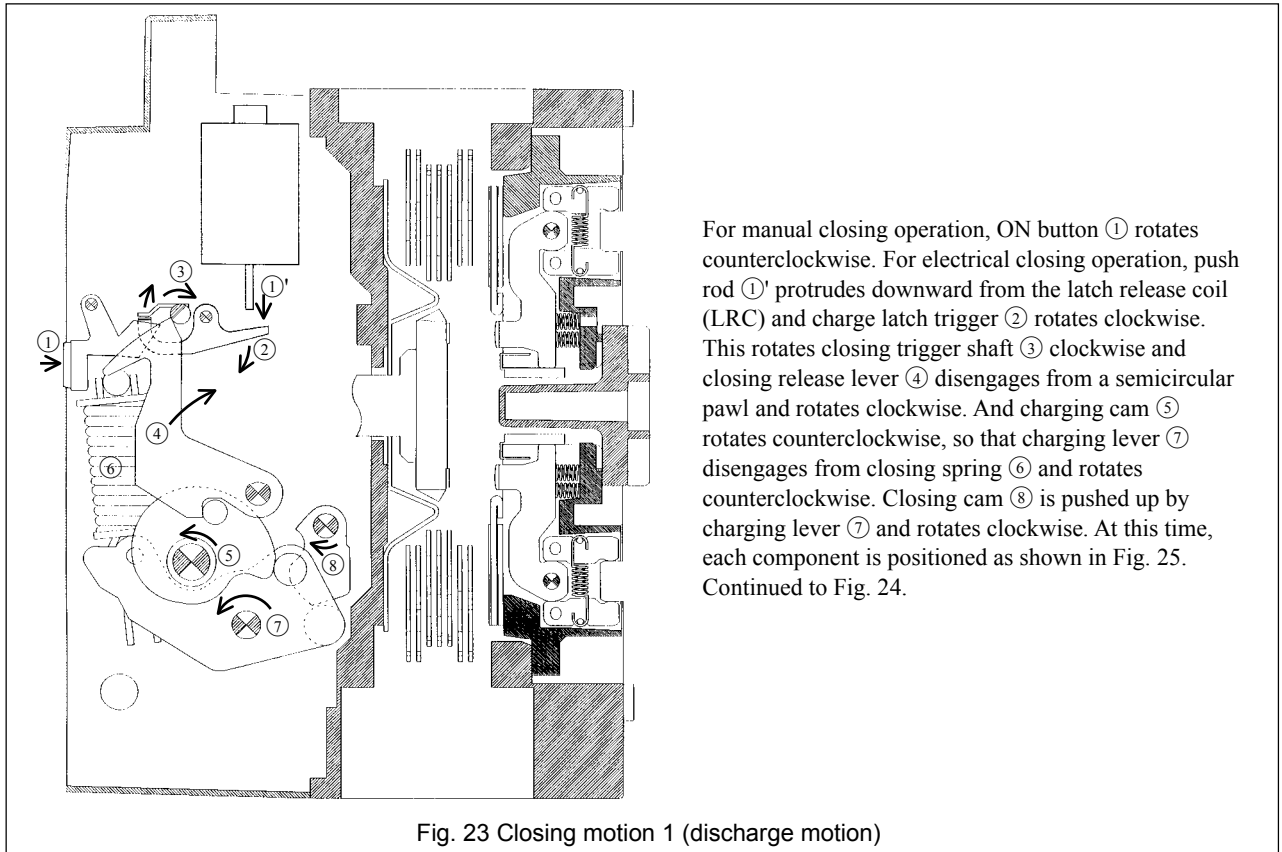 ③
①'
①
②
④
⑥
⑤
⑧
⑦
For manual closing operation, ON button ① rotates
counterclockwise. For electrical closing operation, push
rod ①' protrudes downward from the latch release coil
(LRC) and charge latch trigger ② rotates clockwise.
This rotates closing trigger shaft ③ clockwise and
closing release lever ④ disengages from a semicircular
pawl and rotates clockwise. And charging cam ⑤
rotates counterclockwise, so that charging lever ⑦
disengages from closing spring ⑥ and rotates
counterclockwise. Closing cam ⑧ is pushed up by
charging lever ⑦ and rotates clockwise. At this time,
each component is positioned as shown in Fig. 25.
Continued to Fig. 24.
Fig. 23 Closing motion 1 (discharge motion)